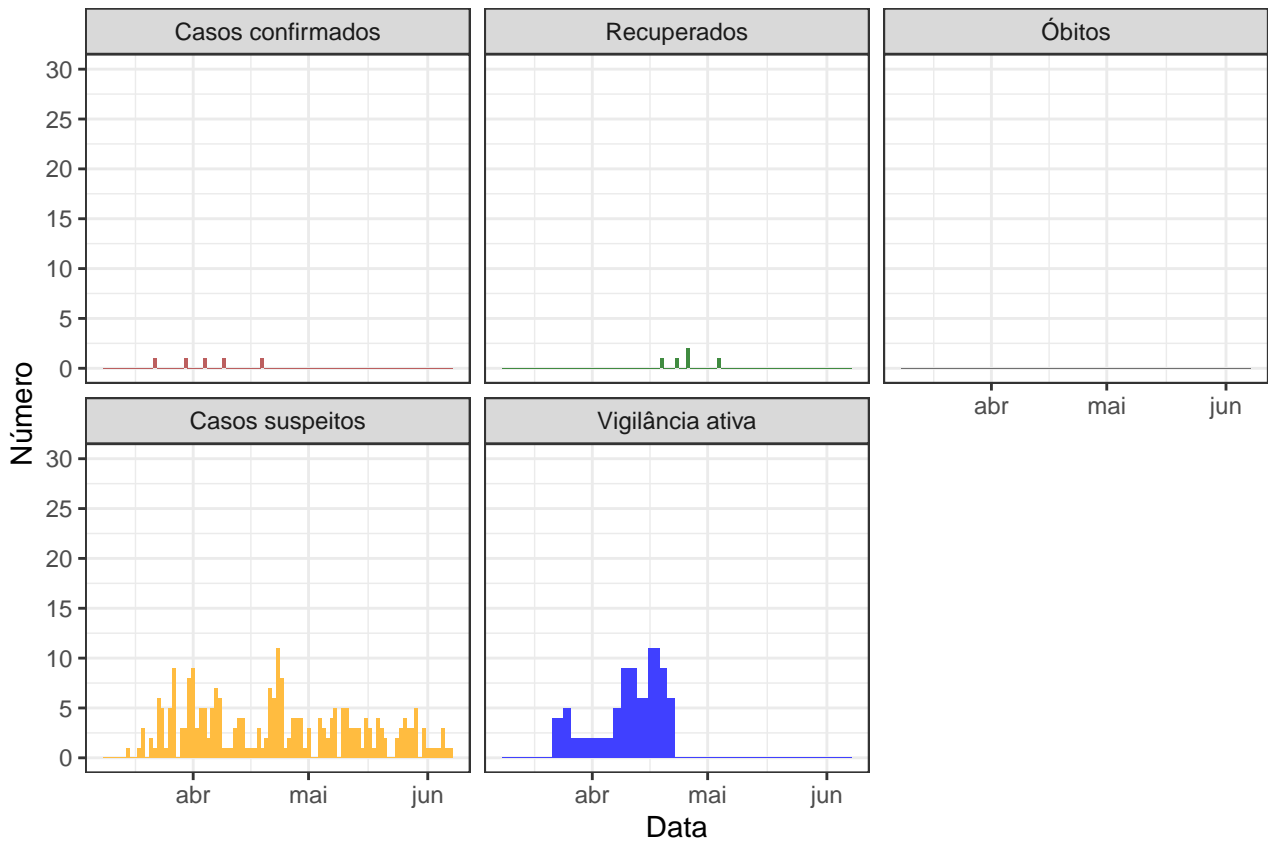 Casos confirmados
Recuperados
Óbitos
30
25
20
15
10
5
0
abr mai jun
Casos suspeitos
Vigilância ativa
30
25
20
15
10
5
0
abr mai jun
abr mai jun
Número
Data